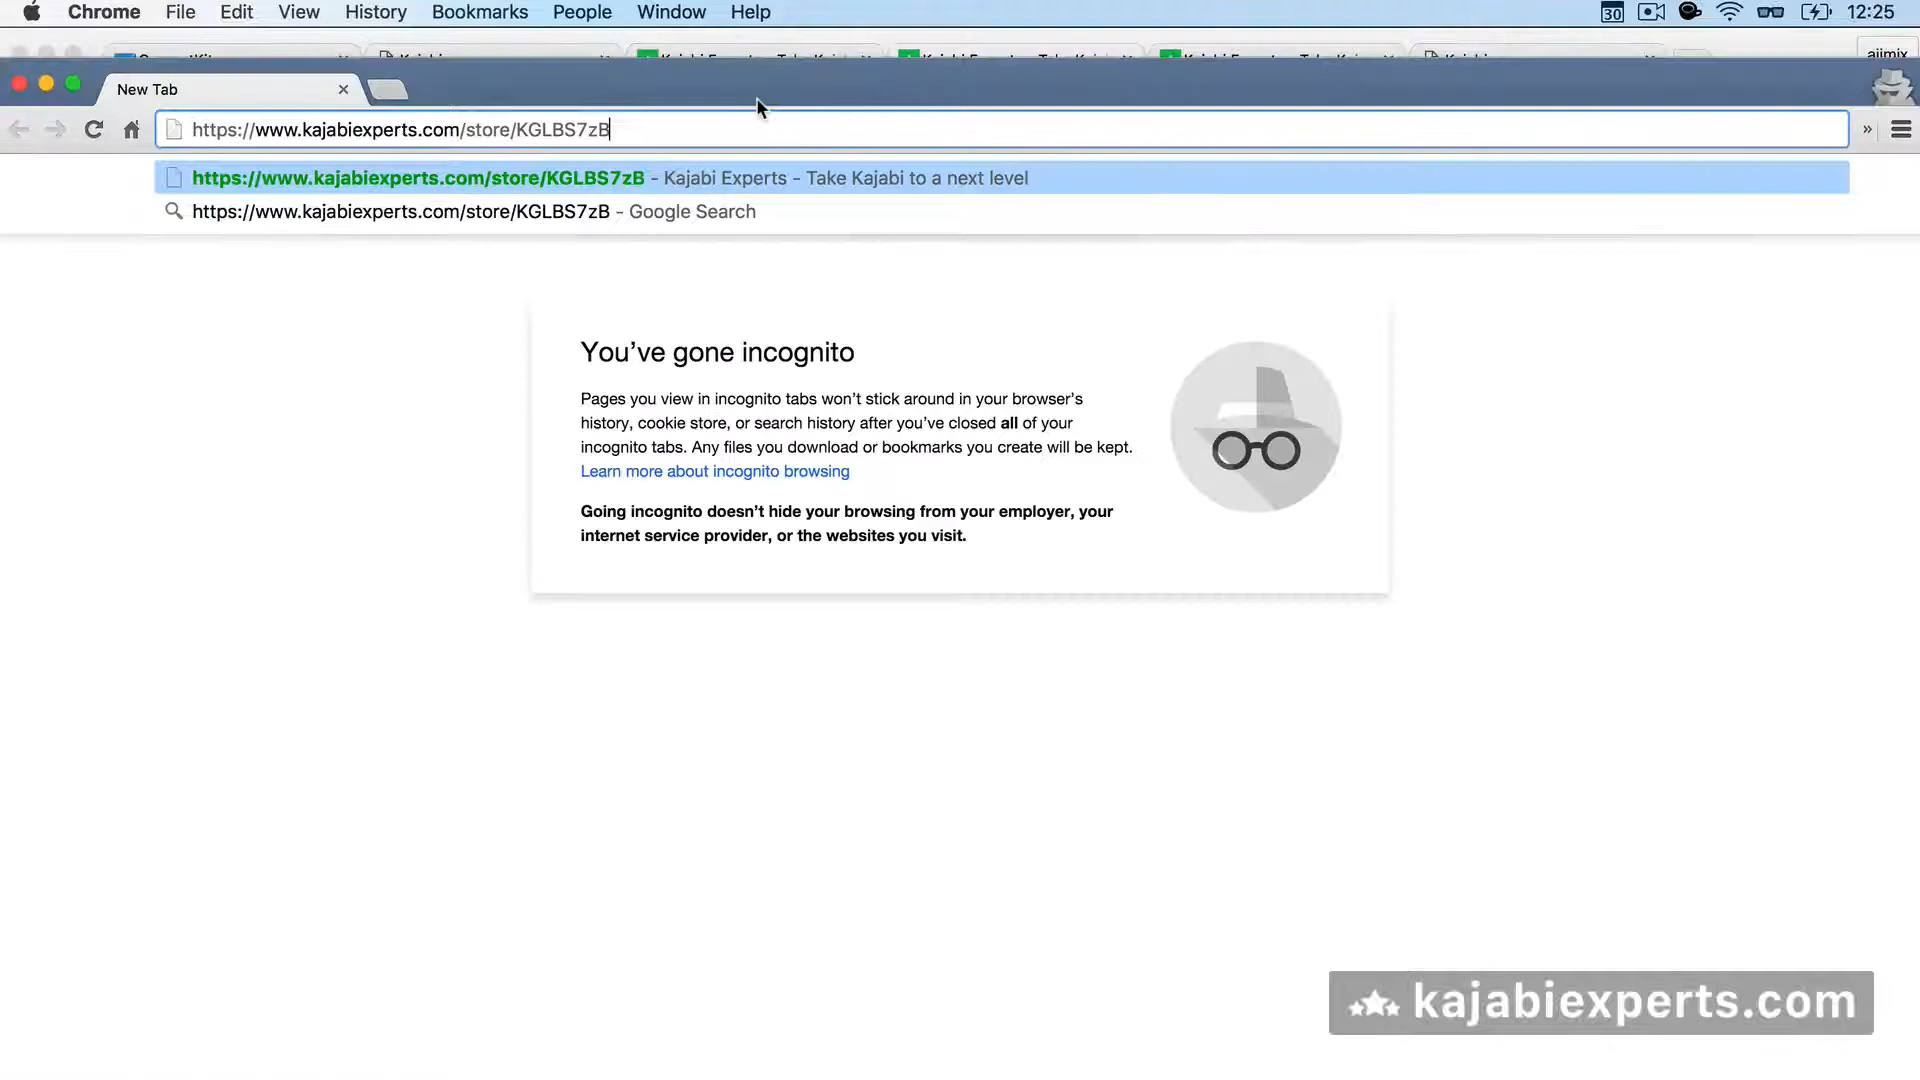 Chrome File Edit View History Bookmarks People Window Help 30 12:25
ajimix
New Tab
https://www.kajabiexperts.com/store/KGLBS7zB
https://www.kajabiexperts.com/store/KGLBS7zB - Kajabi Experts - Take Kajabi to a next level
https://www.kajabiexperts.com/store/KGLBS7zB - Google Search
You’ve gone incognito
Pages you view in incognito tabs won’t stick around in your browser’s
history, cookie store, or search history after you’ve closed all of your
incognito tabs. Any files you download or bookmarks you create will be kept.
Learn more about incognito browsing
Going incognito doesn’t hide your browsing from your employer, your
internet service provider, or the websites you visit.
kajabiexperts.com